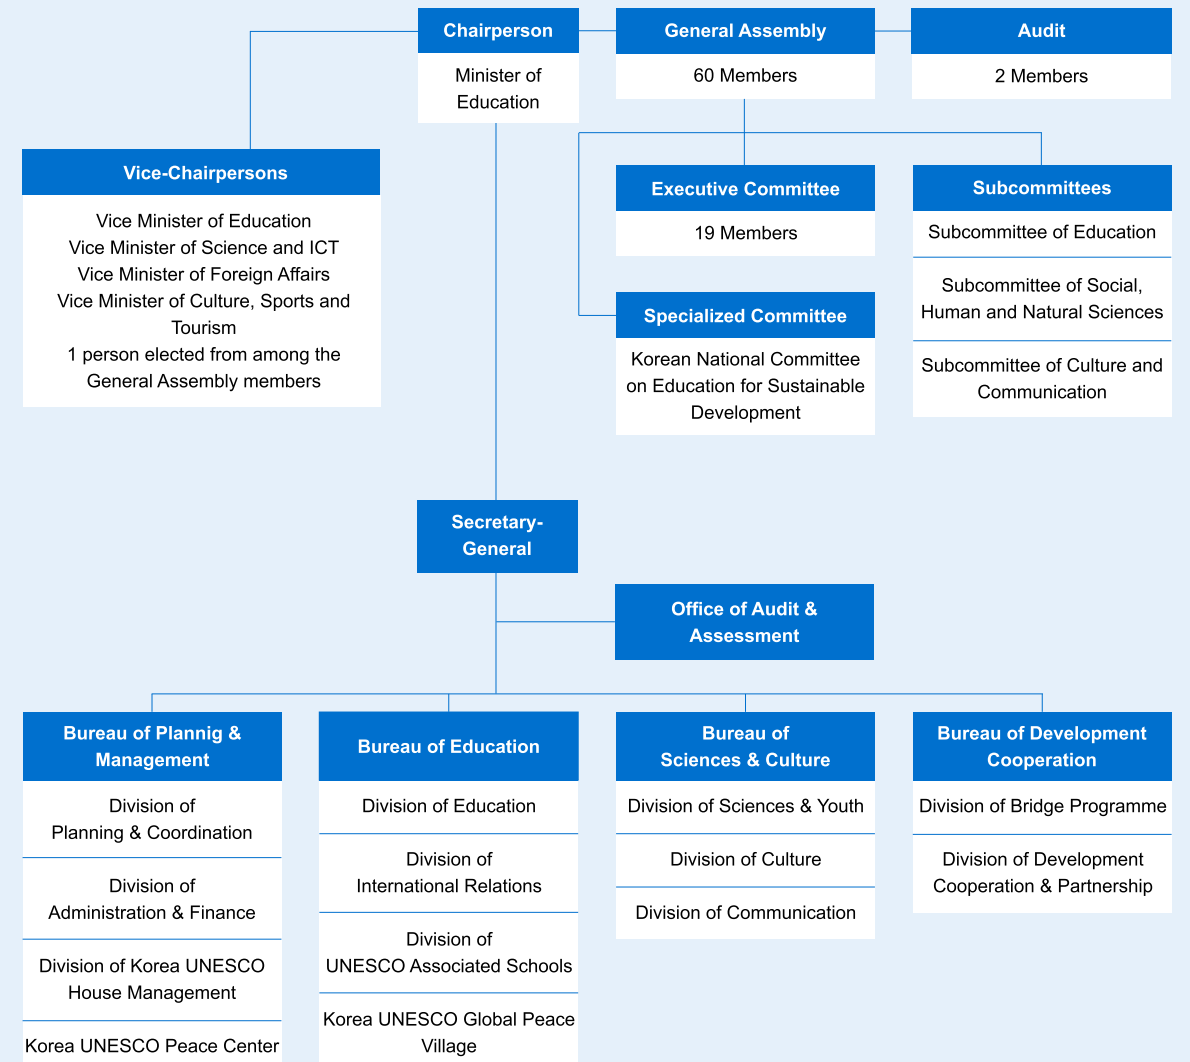 Chairperson
Minister of
Education
General Assembly
60 Members
Audit
2 Members
Vice-Chairpersons
Vice Minister of Education
Vice Minister of Science and ICT
Vice Minister of Foreign Affairs
Vice Minister of Culture, Sports and
Tourism
1 person elected from among the
General Assembly members
Executive Committee
19 Members
Specialized Committee
Korean National Committee
on Education for Sustainable
Development
Subcommittees
Subcommittee of Education
Subcommittee of Social,
Human and Natural Sciences
Subcommittee of Culture and
Communication
Secretary-
General
Office of Audit &
Assessment
Bureau of Plannig &
Management
Division of
Planning & Coordination
Division of
Administration & Finance
Division of Korea UNESCO
House Management
Korea UNESCO Peace Center
Bureau of Education
Division of Education
Division of
International Relations
Division of
UNESCO Associated Schools
Korea UNESCO Global Peace
Village
Bureau of
Sciences & Culture
Division of Sciences & Youth
Division of Culture
Division of Communication
Bureau of Development
Cooperation
Division of Bridge Programme
Division of Development
Cooperation & Partnership